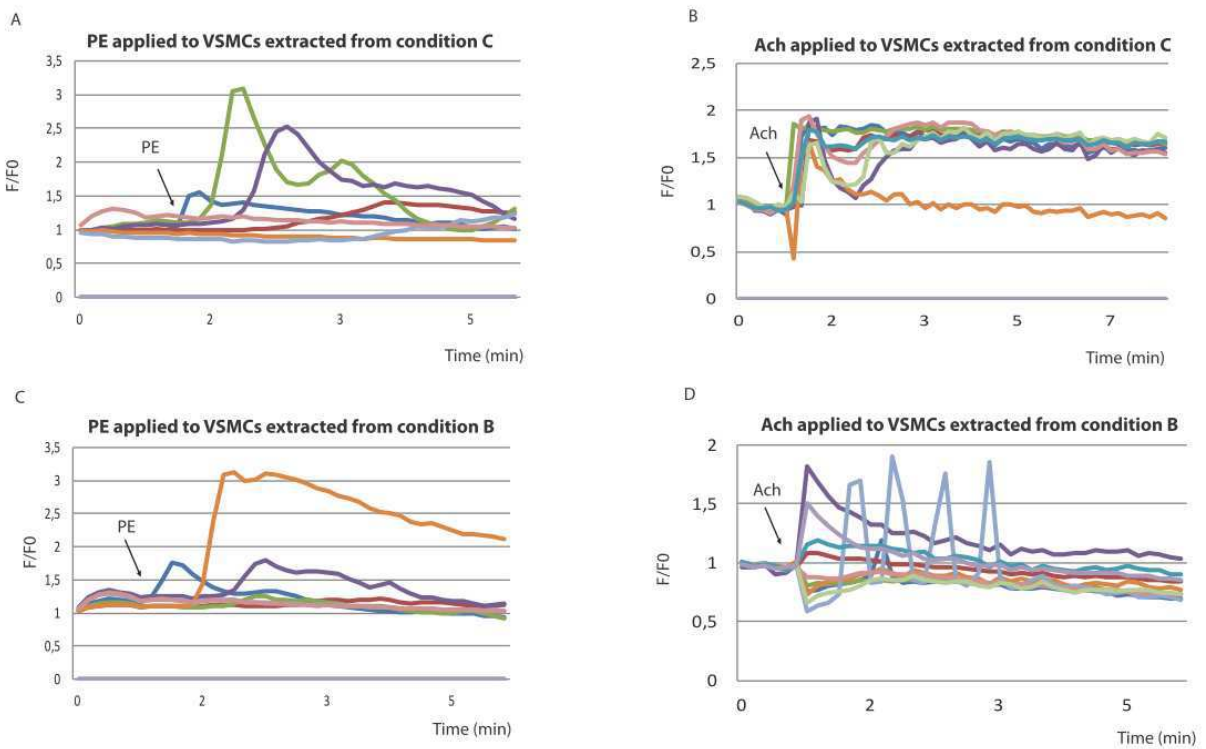 A
PE applied to VSMCs extracted from condition C
3,5
3
2,5
2
1,5
1
0,5
0
F/F0
PE
0 2 3 5
Time (min)
B
Ach applied to VSMCs extracted from condition C
2,5
2
1,5
1
0,5
0
F/F0
Ach
0 2 3 5 7
Time (min)
C
PE applied to VSMCs extracted from condition B
3,5
3
2,5
2
1,5
1
0,5
0
F/F0
PE
0 2 3 5
Time (min)
D
Ach applied to VSMCs extracted from condition B
2
1,5
1
0,5
0
F/F0
Ach
0 2 3 5
Time (min)